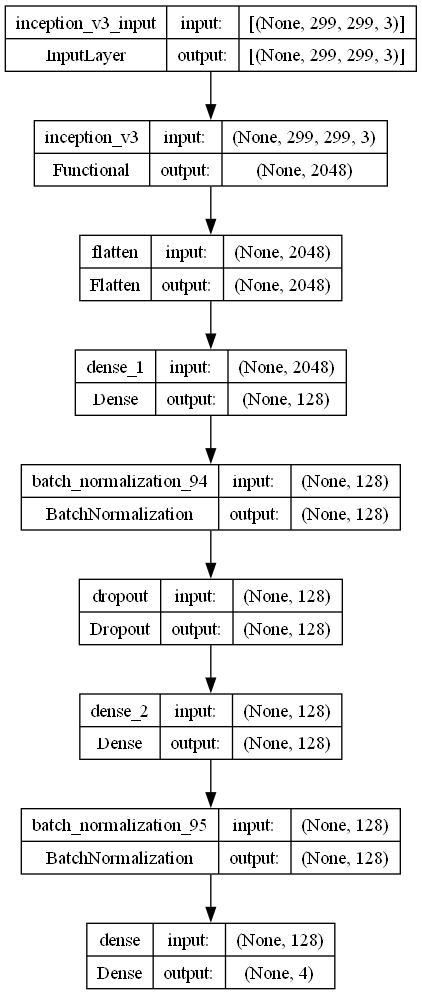 inception_v3_input input: [(None, 299, 299, 3)]
InputLayer output: [(None, 299, 299, 3)]
inception_v3 input: (None, 299, 299, 3)
Functional output: (None, 2048)
flatten input: (None, 2048)
Flatten output: (None, 2048)
dense_1 input: (None, 2048)
Dense output: (None, 128)
batch_normalization_94 input: (None, 128)
BatchNormalization output: (None, 128)
dropout input: (None, 128)
Dropout output: (None, 128)
dense_2 input: (None, 128)
Dense output: (None, 128)
batch_normalization_95 input: (None, 128)
BatchNormalization output: (None, 128)
dense input: (None, 128)
Dense output: (None, 4)